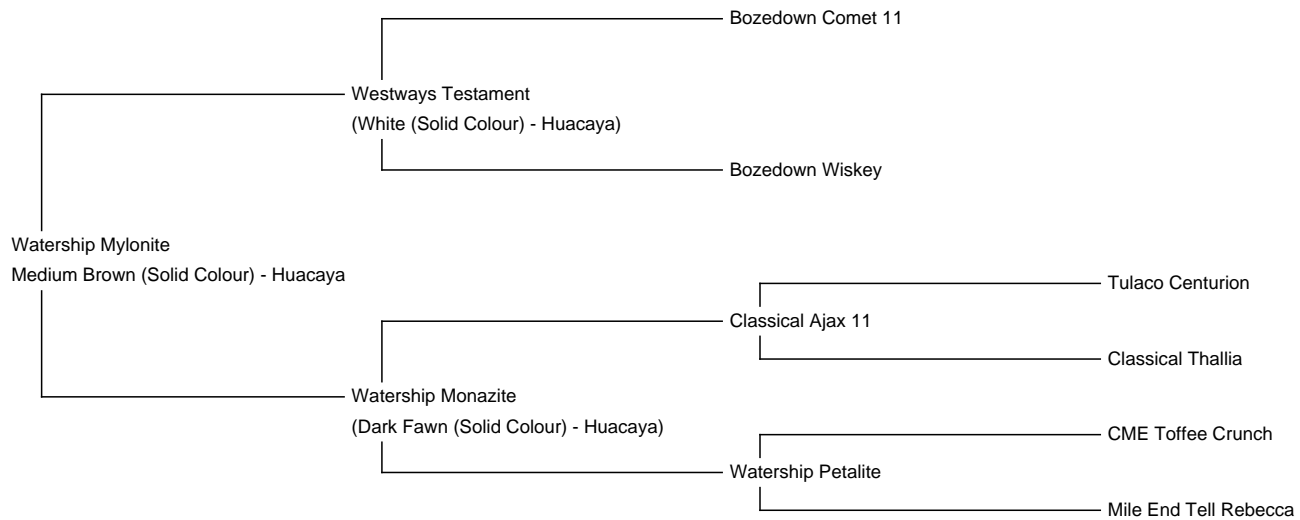 Bozedown Comet 11
Westways Testament
(White (Solid Colour) - Huacaya)
Bozedown Wiskey
Watership Mylonite
Medium Brown (Solid Colour) - Huacaya
Tulaco Centurion
Classical Ajax 11
Classical Thallia
Watership Monazite
(Dark Fawn (Solid Colour) - Huacaya)
CME Toffee Crunch
Watership Petalite
Mile End Tell Rebecca